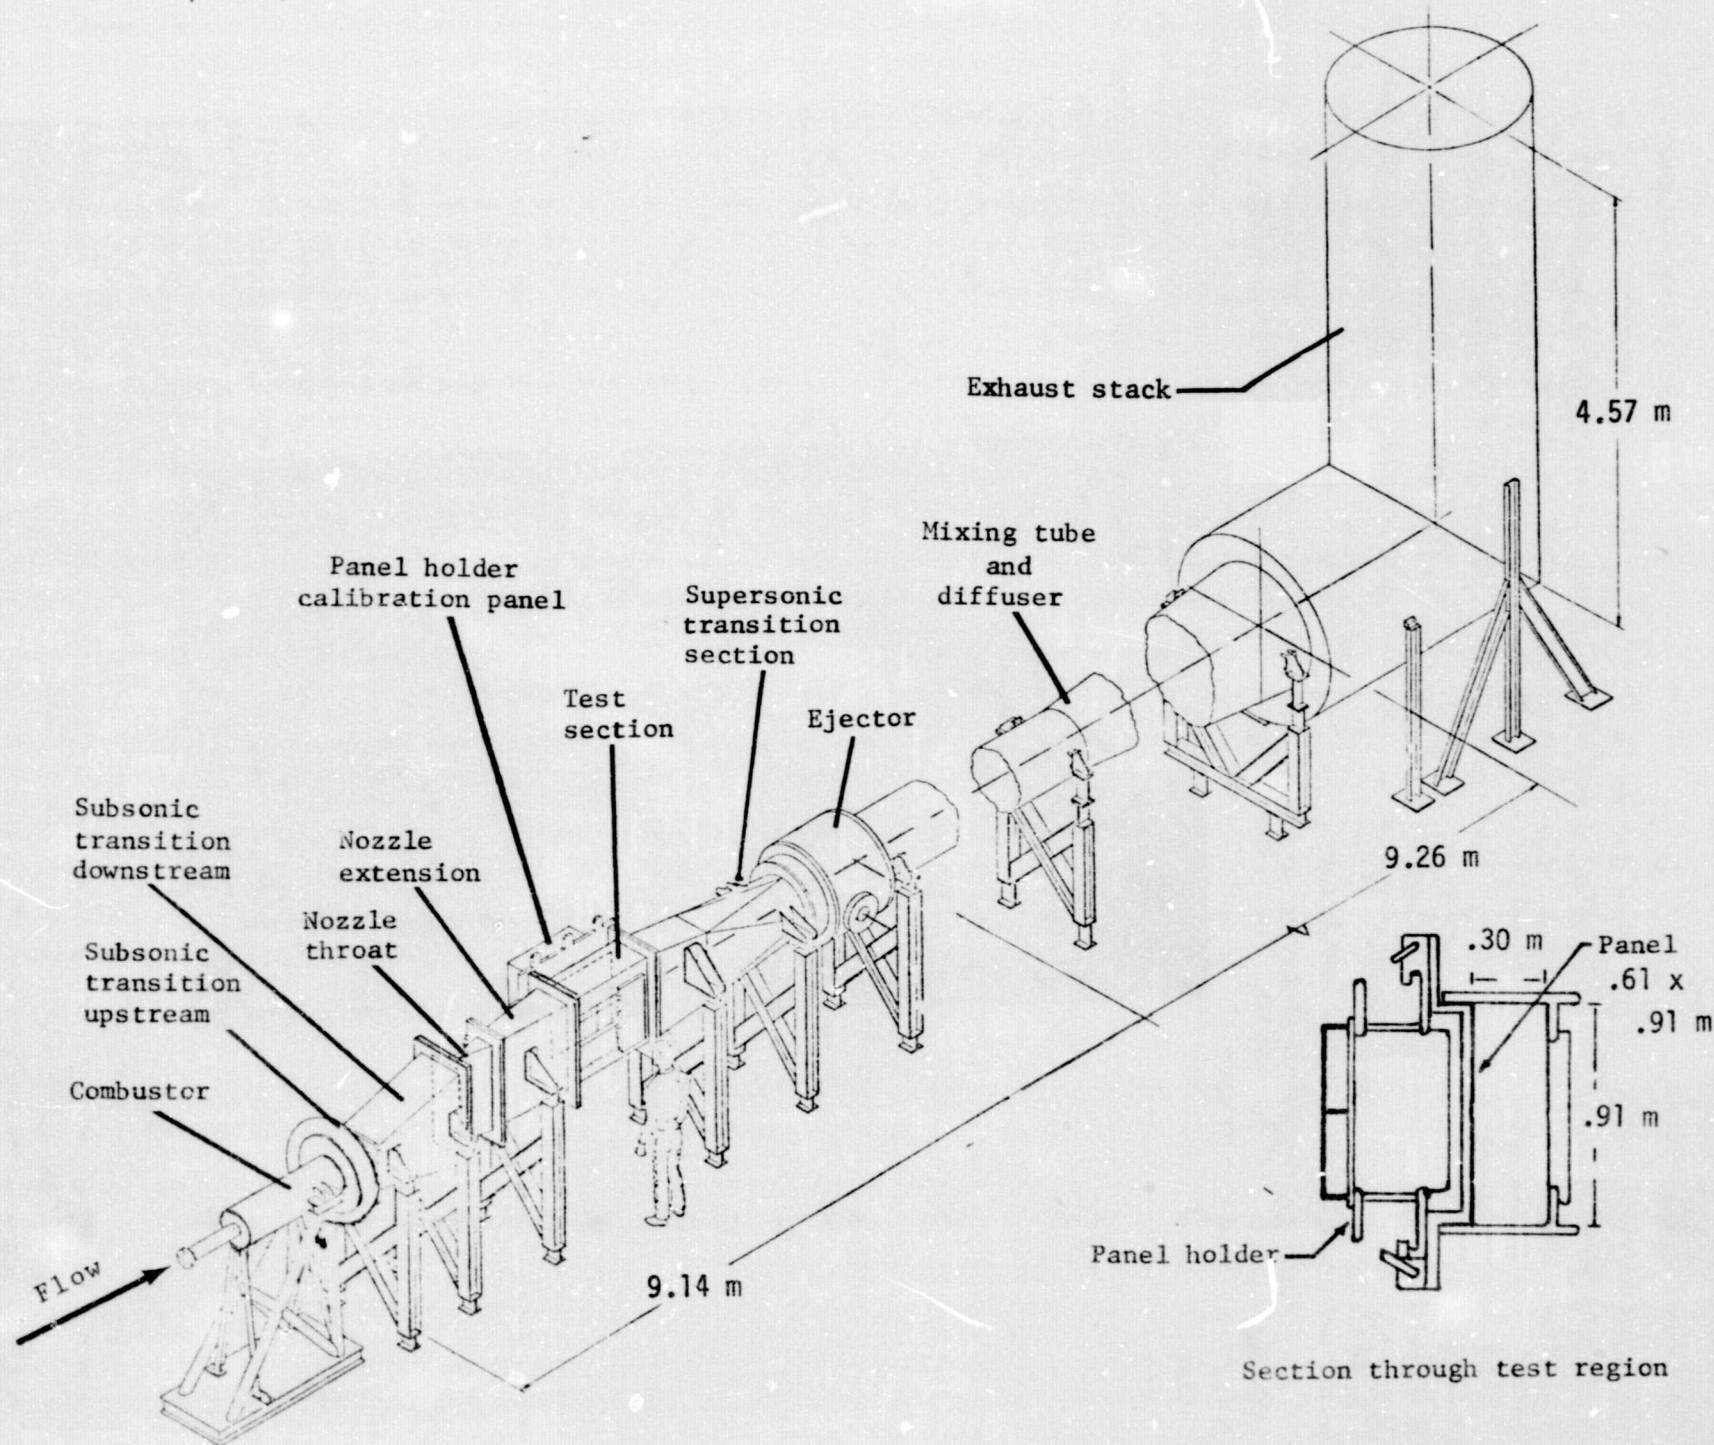 Exhaust stack
4.57 m
Mixing tube
and
diffuser
Panel holder
calibration panel
Supersonic
transition
section
Test
section
Ejector
Subsonic
transition
downstream
Nozzle
extension
Nozzle
throat
Subsonic
transition
upstream
Combustor
Flow
9.14 m
9.26 m
.30 m
Panel
.61 x
.91 m
.91 m
Panel holder
Section through test region